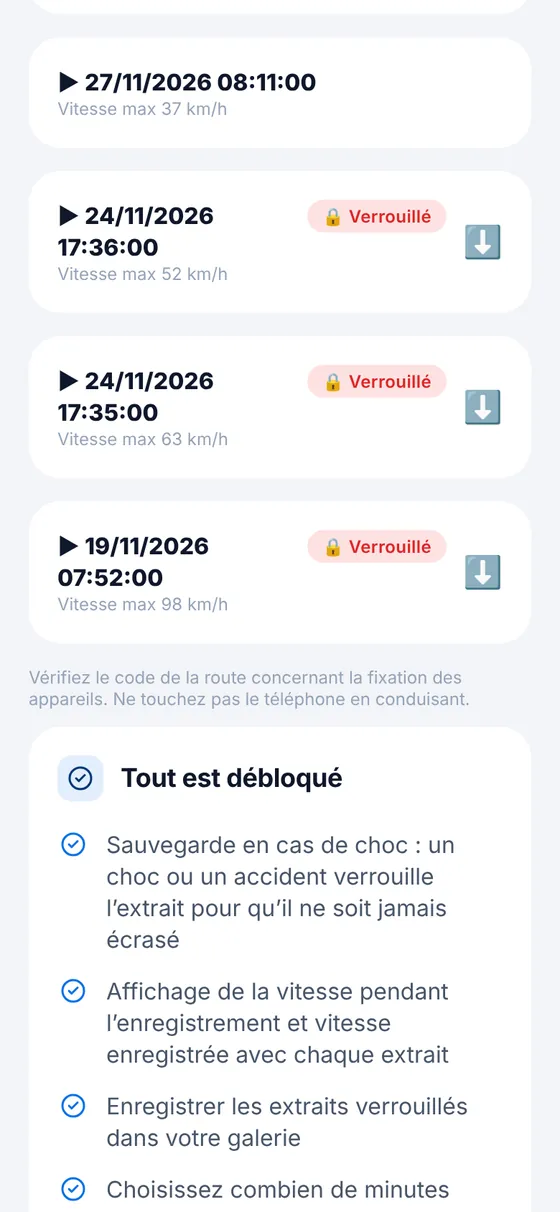 ▶ 27/11/2026 08:11:00
Vitesse max 37 km/h
▶ 24/11/2026
17:36:00
🔒 Verrouillé
Vitesse max 52 km/h
▶ 24/11/2026
17:35:00
🔒 Verrouillé
Vitesse max 63 km/h
▶ 19/11/2026
07:52:00
🔒 Verrouillé
Vitesse max 98 km/h
Vérifiez le code de la route concernant la fixation des
appareils. Ne touchez pas le téléphone en conduisant.
Tout est débloqué
Sauvegarde en cas de choc : un
choc ou un accident verrouille
l’extrait pour qu’il ne soit jamais
écrasé
Affichage de la vitesse pendant
l’enregistrement et vitesse
enregistrée avec chaque extrait
Enregistrer les extraits verrouillés
dans votre galerie
Choisissez combien de minutes